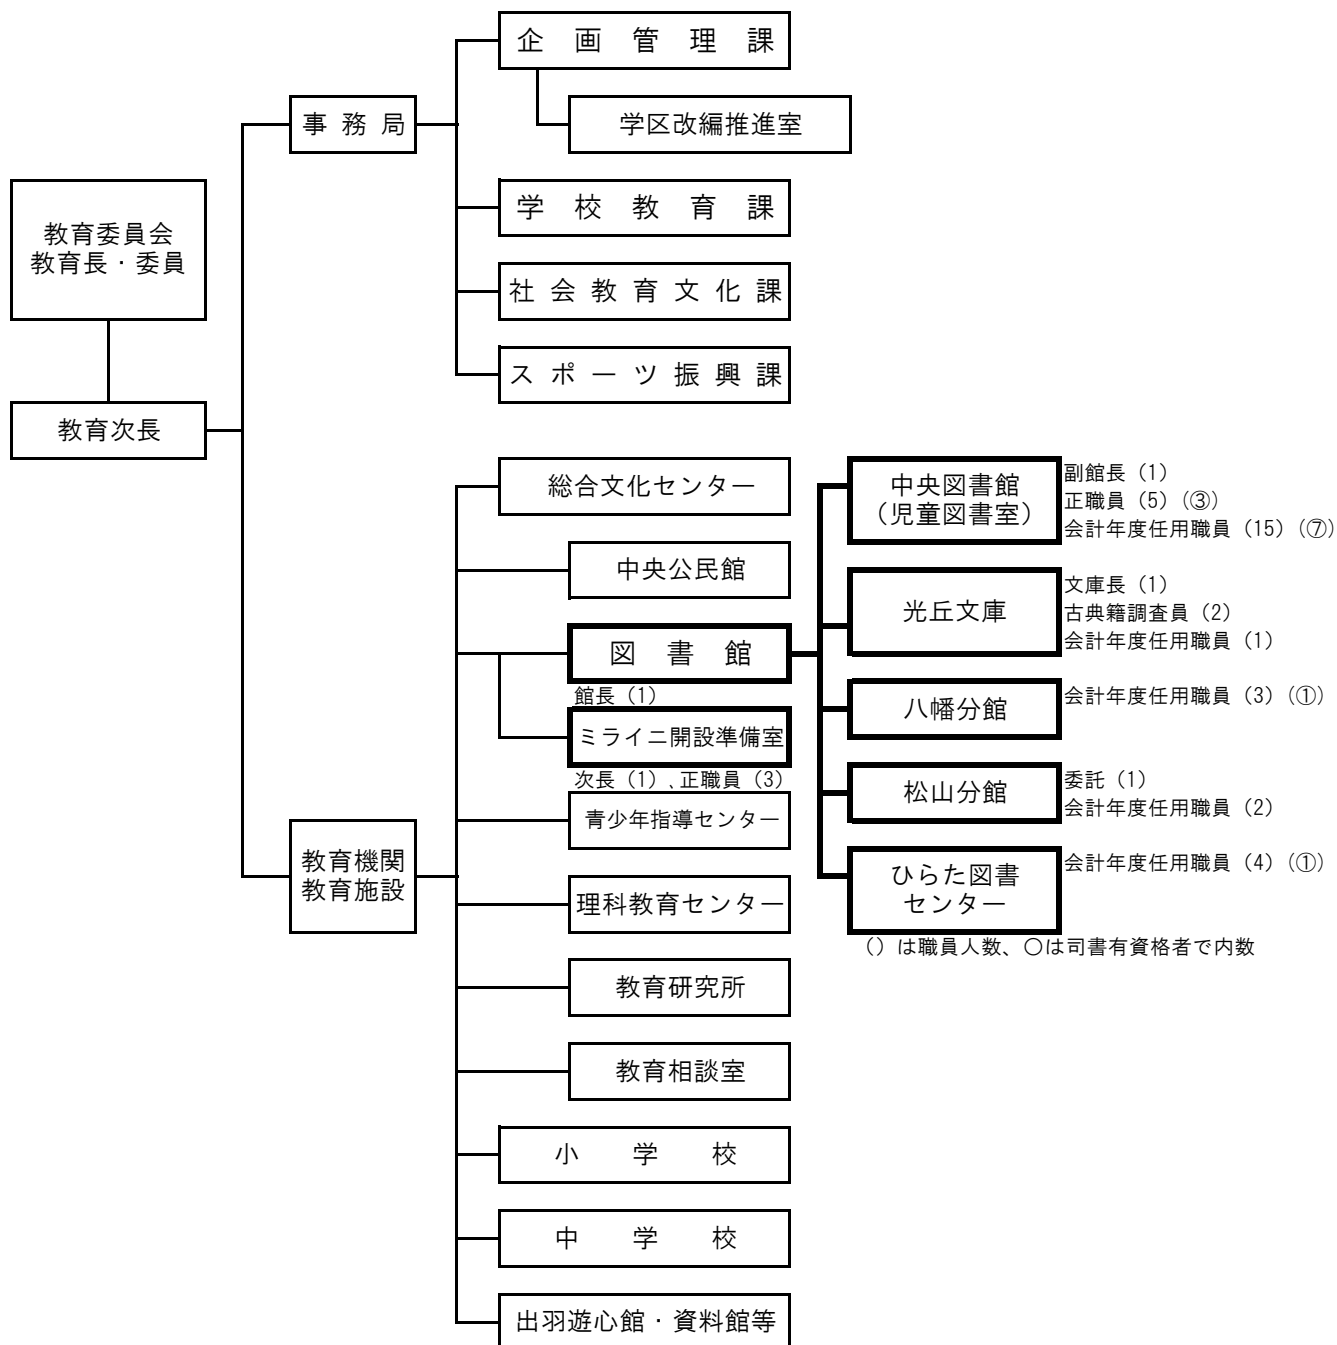 企画管理課
事務局
学区改編推進室
教育委員会
教育長・委員
学校教育課
社会教育文化課
スポーツ振興課
教育次長
総合文化センター
中央公民館
図書館
館長（1）
ミライニ開設準備室
次長（1）、正職員（3）
青少年指導センター
教育機関
教育施設
理科教育センター
教育研究所
教育相談室
小学校
中学校
出羽遊心館・資料館等
中央図書館
（児童図書室）
副館長（1）
正職員（5）（③）
会計年度任用職員（15）（⑦）
光丘文庫
文庫長（1）
古典籍調査員（2）
会計年度任用職員（1）
八幡分館
会計年度任用職員（3）（①）
松山分館
委託（1）
会計年度任用職員（2）
ひらた図書
センター
会計年度任用職員（4）（①）
（）は職員人数、〇は司書有資格者で内数